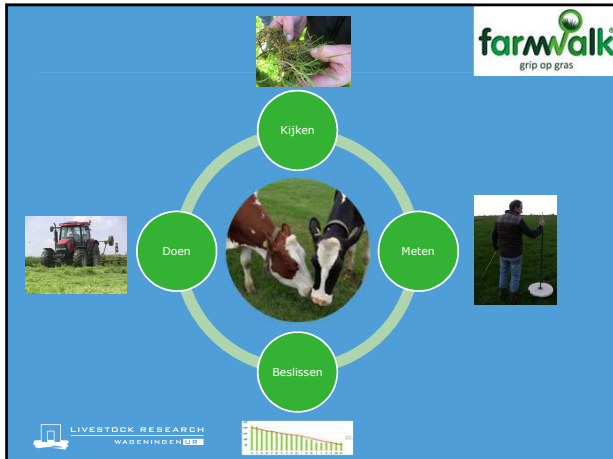 farmwalk®
grip op gras
Kijken
Doen
Meten
Beslissen
LIVESTOCK RESEARCH
WAGENINGEN UR